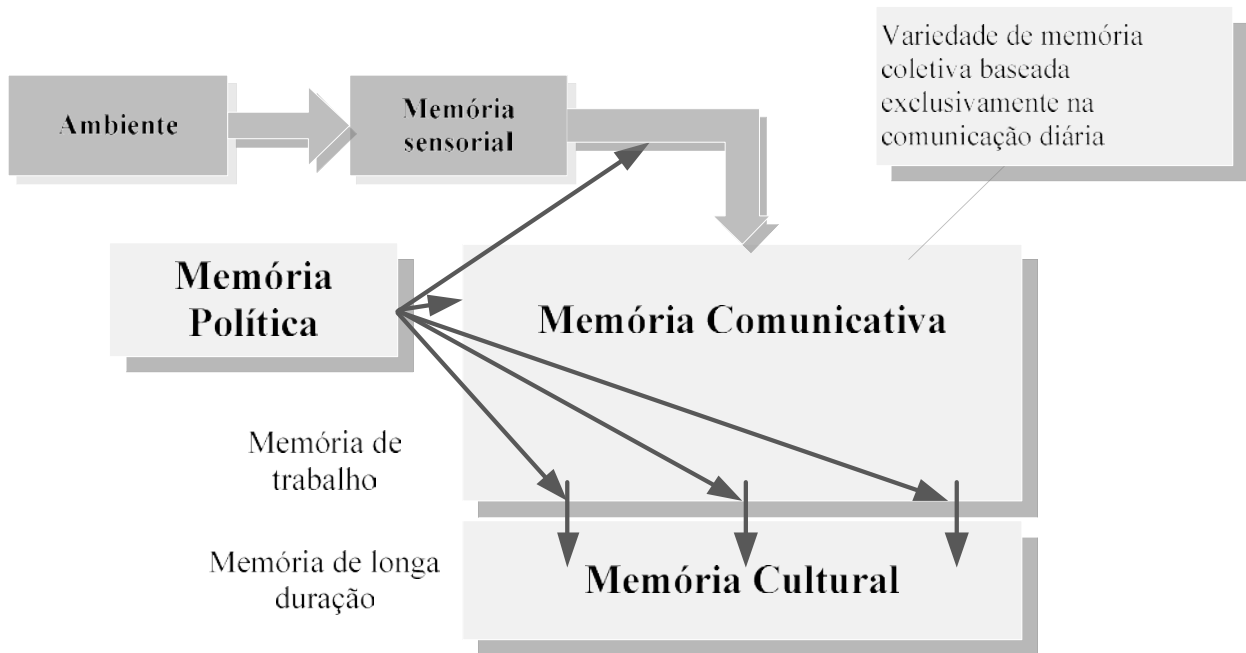 Variedade de memória
coletiva baseada
exclusivamente na
comunicação diária
Ambiente
Memória
sensorial
Memória
Política
Memória Comunicativa
Memória de
trabalho
Memória de longa
duração
Memória Cultural